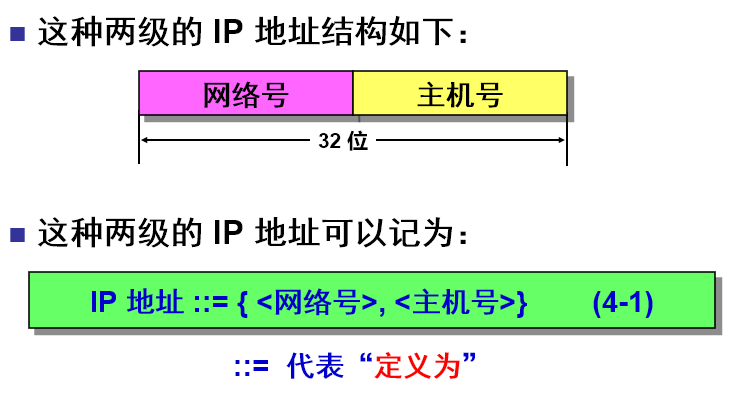 ■ 这种两级的 IP 地址结构如下：
网络号 主机号
32 位
■ 这种两级的 IP 地址可以记为：
IP 地址 ::= { <网络号>, <主机号>} (4-1)
::= 代表“定义为”